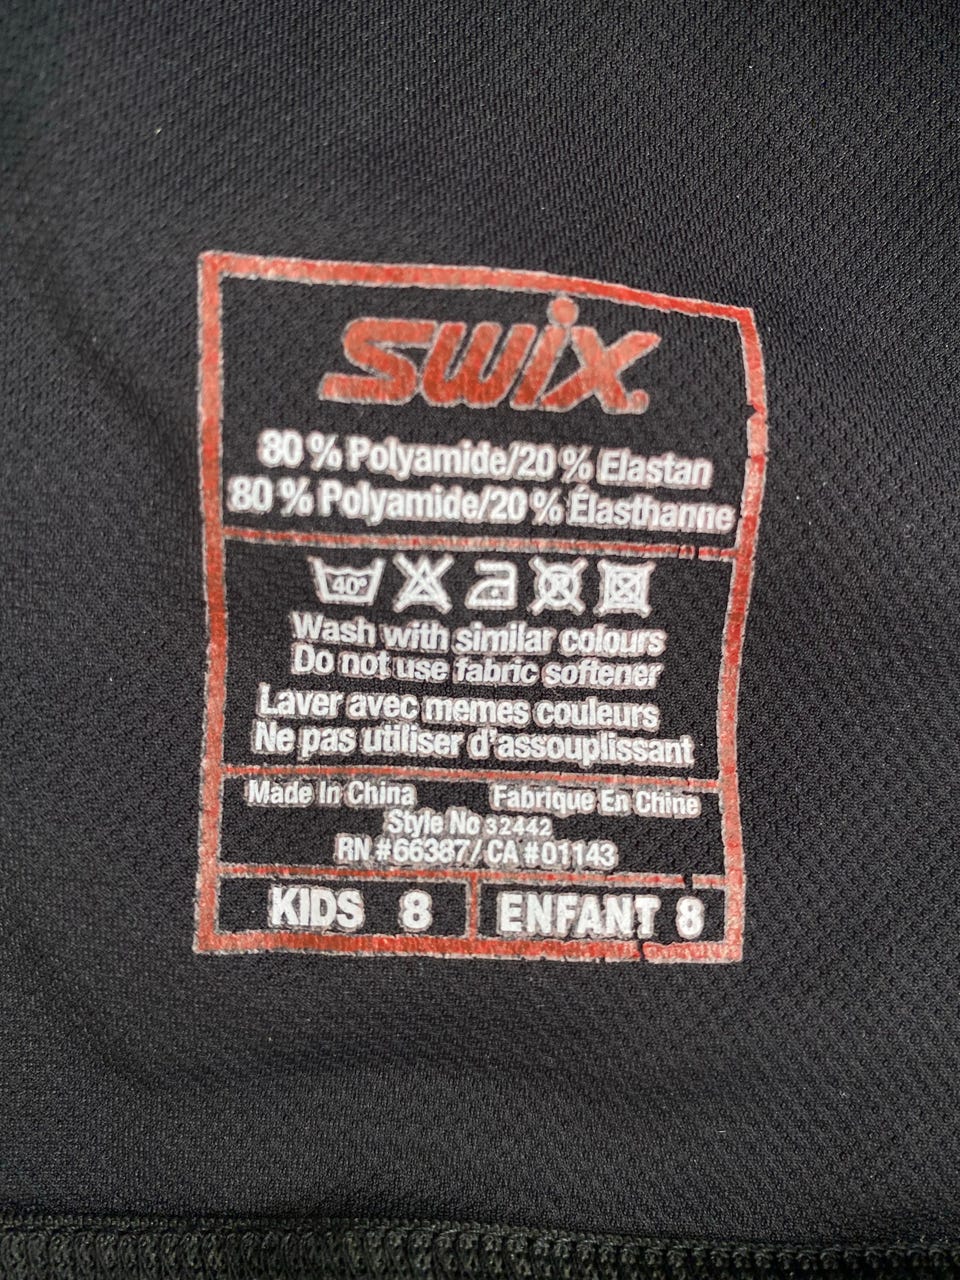 swix
80 % Polyamide/20 % Elastan
80 % Polyamide/20 % Élasthanne
40°
Wash with similar colours
Do not use fabric softener
Laver avec memes couleurs
Ne pas utiliser d'assouplissant
Made In China Fabrique En Chine
Style No 32442
RN #66387/ CA #01143
KIDS 8 ENFANT 8